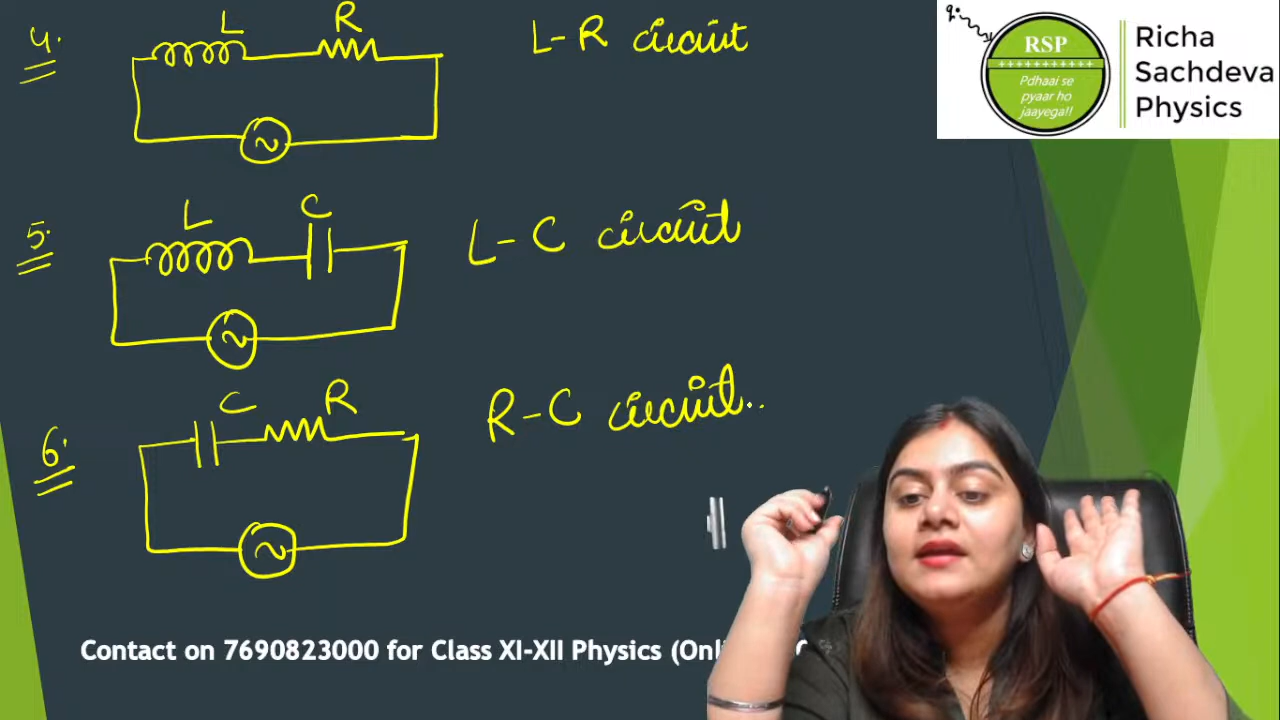 4.
L
R
L-R circuit
q.
RSP
+++++++++++++
Pdhaai se
pyaar ho
jaayega!!
Richa
Sachdeva
Physics
5.
L
C
L-C circuit
6.
C
R
R-C circuit..
Contact on 7690823000 for Class XI-XII Physics